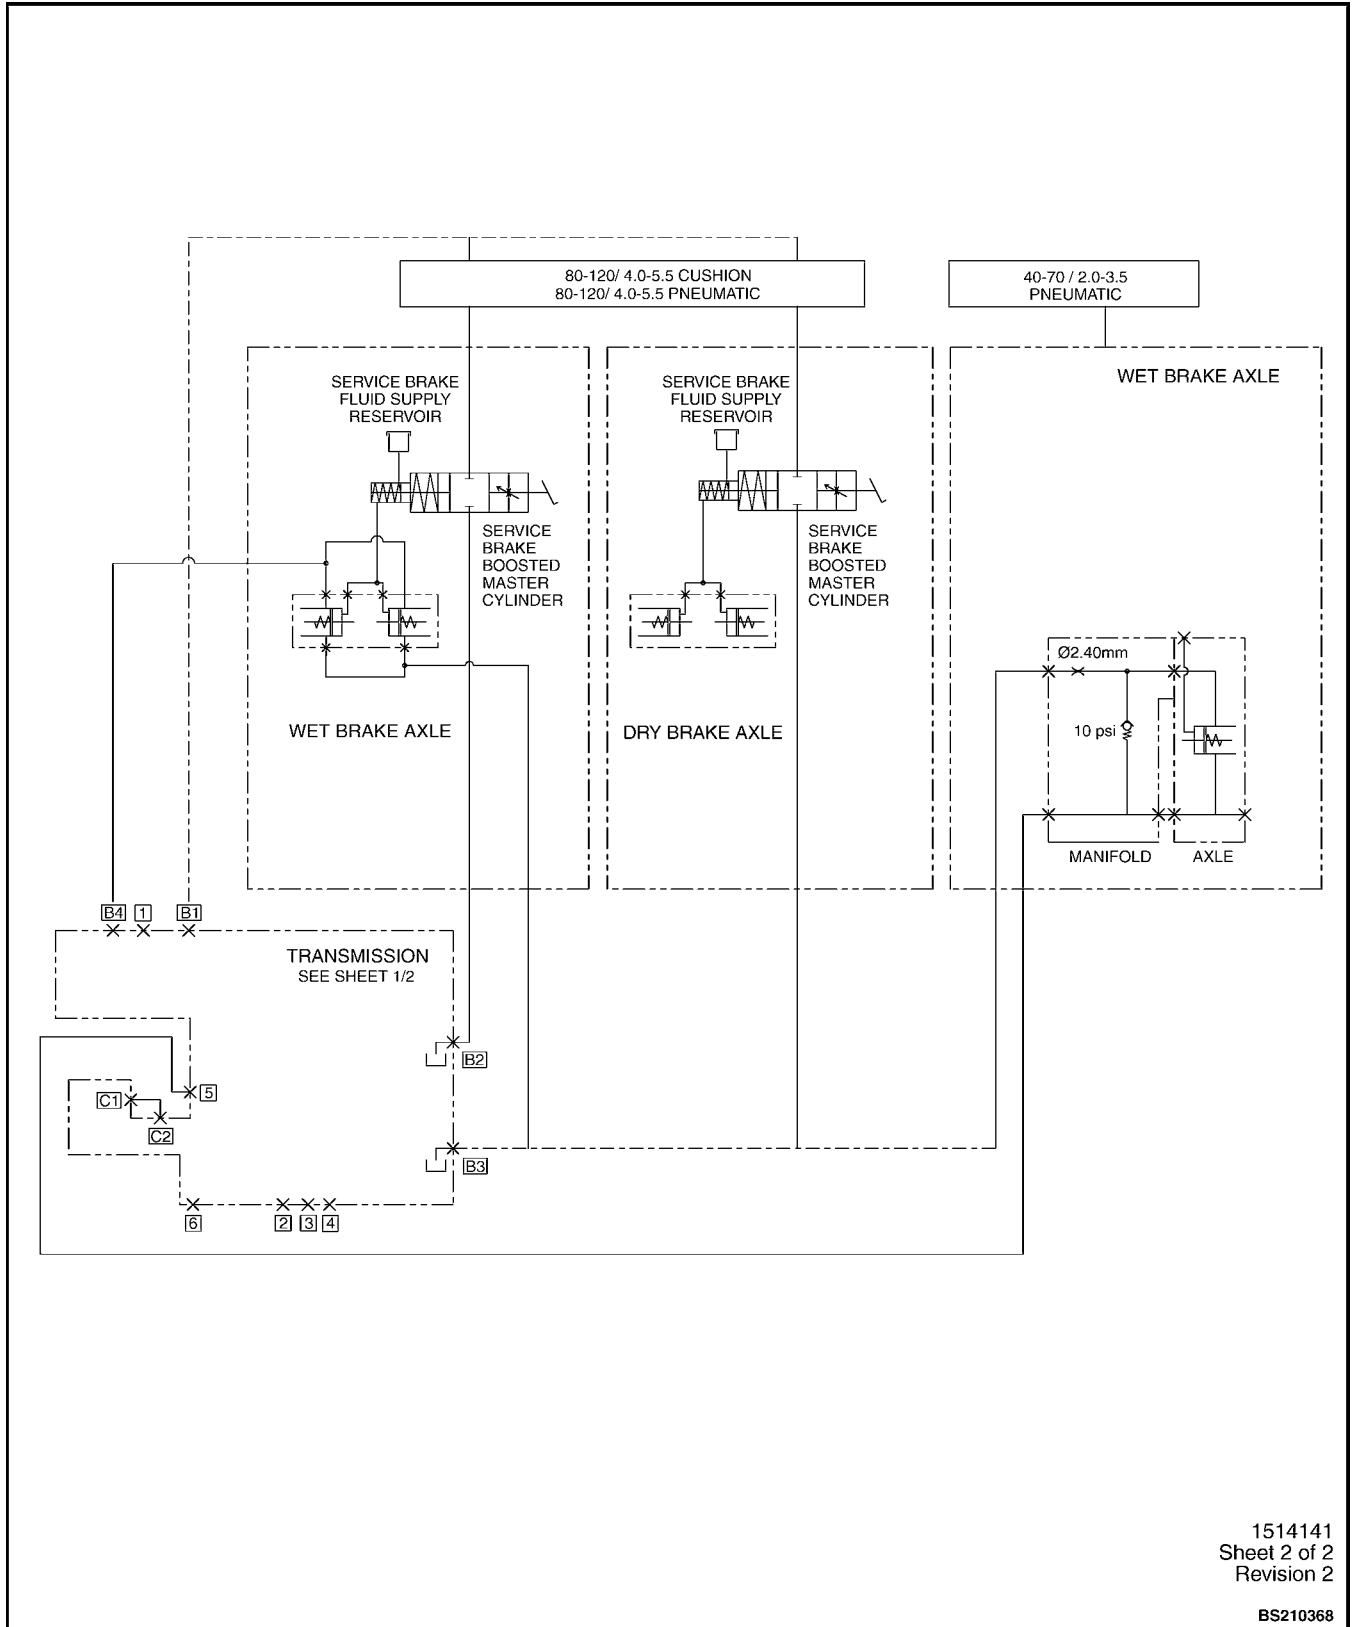 80-120/ 4.0-5.5 CUSHION
80-120/ 4.0-5.5 PNEUMATIC
40-70 / 2.0-3.5
PNEUMATIC
SERVICE BRAKE
FLUID SUPPLY
RESERVOIR
SERVICE
BRAKE
BOOSTED
MASTER
CYLINDER
WET BRAKE AXLE
SERVICE BRAKE
FLUID SUPPLY
RESERVOIR
SERVICE
BRAKE
BOOSTED
MASTER
CYLINDER
DRY BRAKE AXLE
WET BRAKE AXLE
Ø2.40mm
10 psi
MANIFOLD
AXLE
B4
1
B1
TRANSMISSION
SEE SHEET 1/2
B2
5
C1
C2
B3
6
2
3
4
1514141
Sheet 2 of 2
Revision 2
BS210368